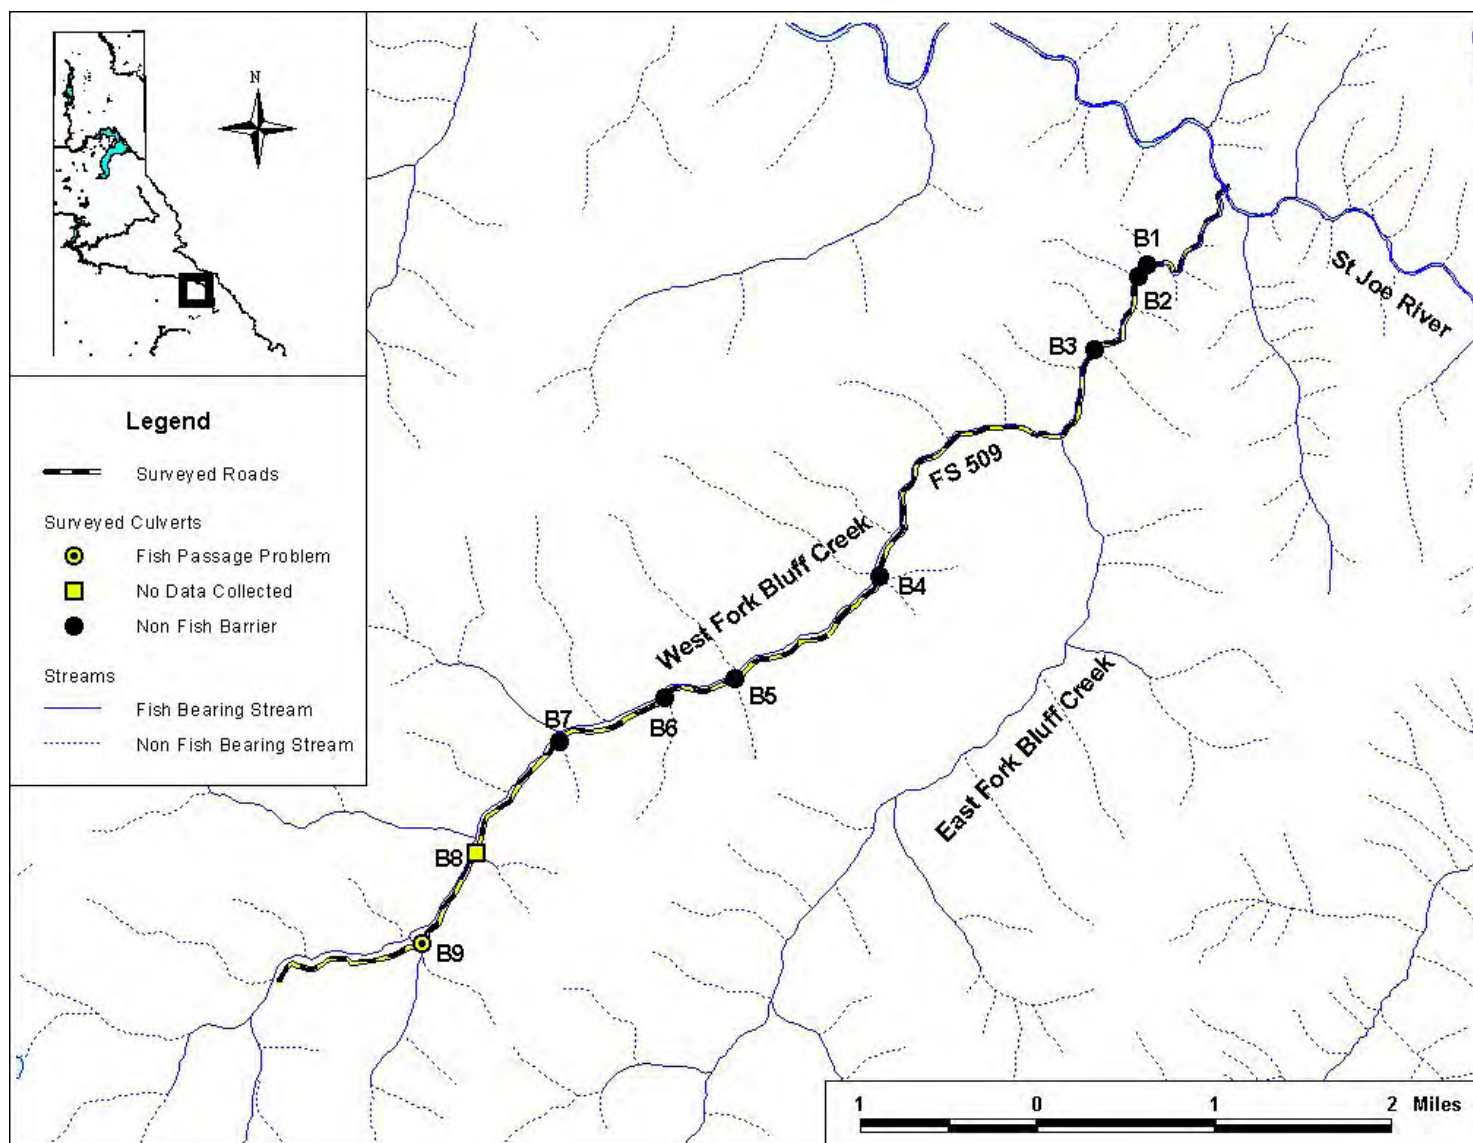 N
Legend
Surveyed Roads
Surveyed Culverts
Fish Passage Problem
No Data Collected
Non Fish Barrier
Streams
Fish Bearing Stream
Non Fish Bearing Stream
B1
B2
St Joe River
B3
FS 509
West Fork Bluff Creek
B4
B5
B6
B7
East Fork Bluff Creek
B8
B9
1 0 1 2 Miles